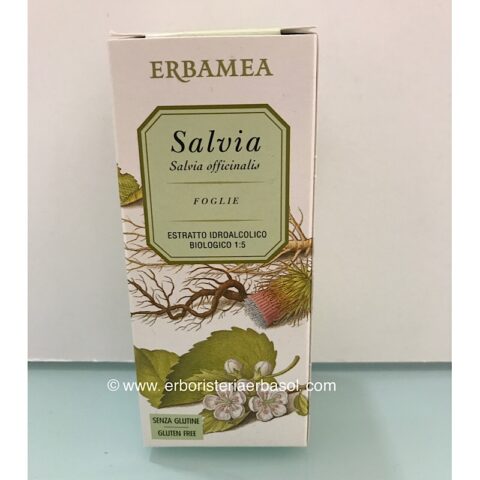 ERBAMEA
Salvia
Salvia officinalis
FOGLIE
ESTRATTO IDROALCOLICO
BIOLOGICO 1:5
© www. erboristeriaerbasol. com
SENZA GLUTINE
GLUTEN FREE